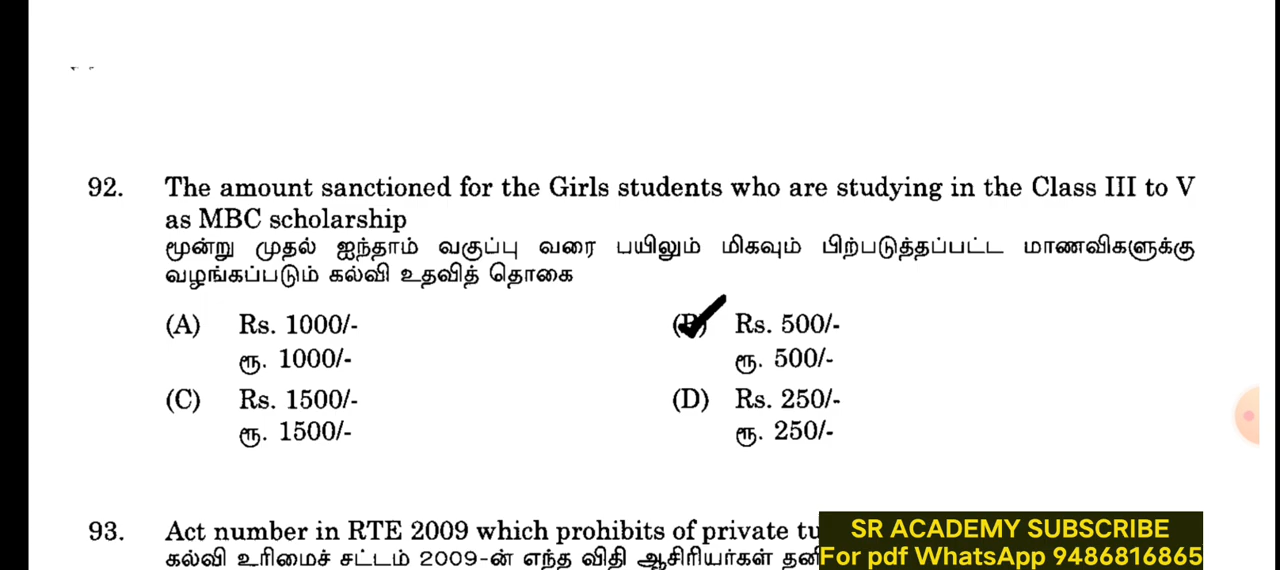 92. The amount sanctioned for the Girls students who are studying in the Class III to V
as MBC scholarship
மூன்று முதல் ஐந்தாம் வகுப்பு வரை பயிலும் மிகவும் பிற்படுத்தப்பட்ட மாணவிகளுக்கு
வழங்கப்படும் கல்வி உதவித் தொகை
(A) Rs. 1000/- (B) Rs. 500/-
ரூ. 1000/- ரூ. 500/-
(C) Rs. 1500/- (D) Rs. 250/-
ரூ. 1500/- ரூ. 250/-
93. Act number in RTE 2009 which prohibits of private
கல்வி உரிமைச் சட்டம் 2009-ன் எந்த விதி ஆசிரியர்கள்
SR ACADEMY SUBSCRIBE
For pdf WhatsApp 9486816865